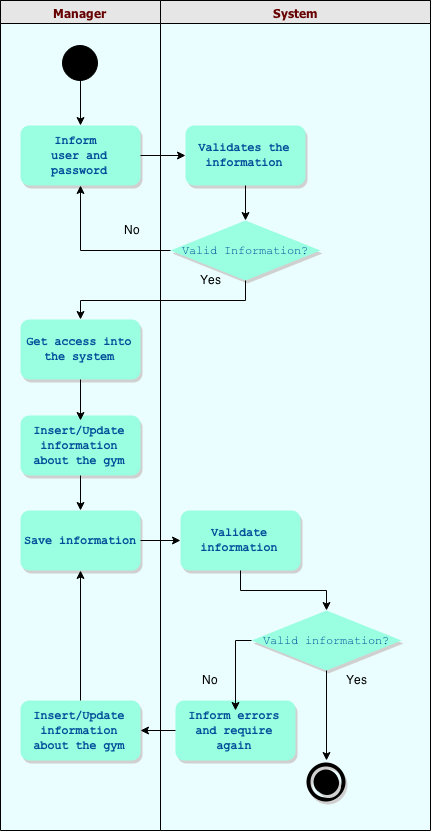 Manager
System
Inform
user and
password
Validates the
information
No
Valid Information?
Yes
Get access into
the system
Insert/Update
information
about the gym
Save information
Validate
information
Valid information?
No
Yes
Insert/Update
information
about the gym
Inform errors
and require
again